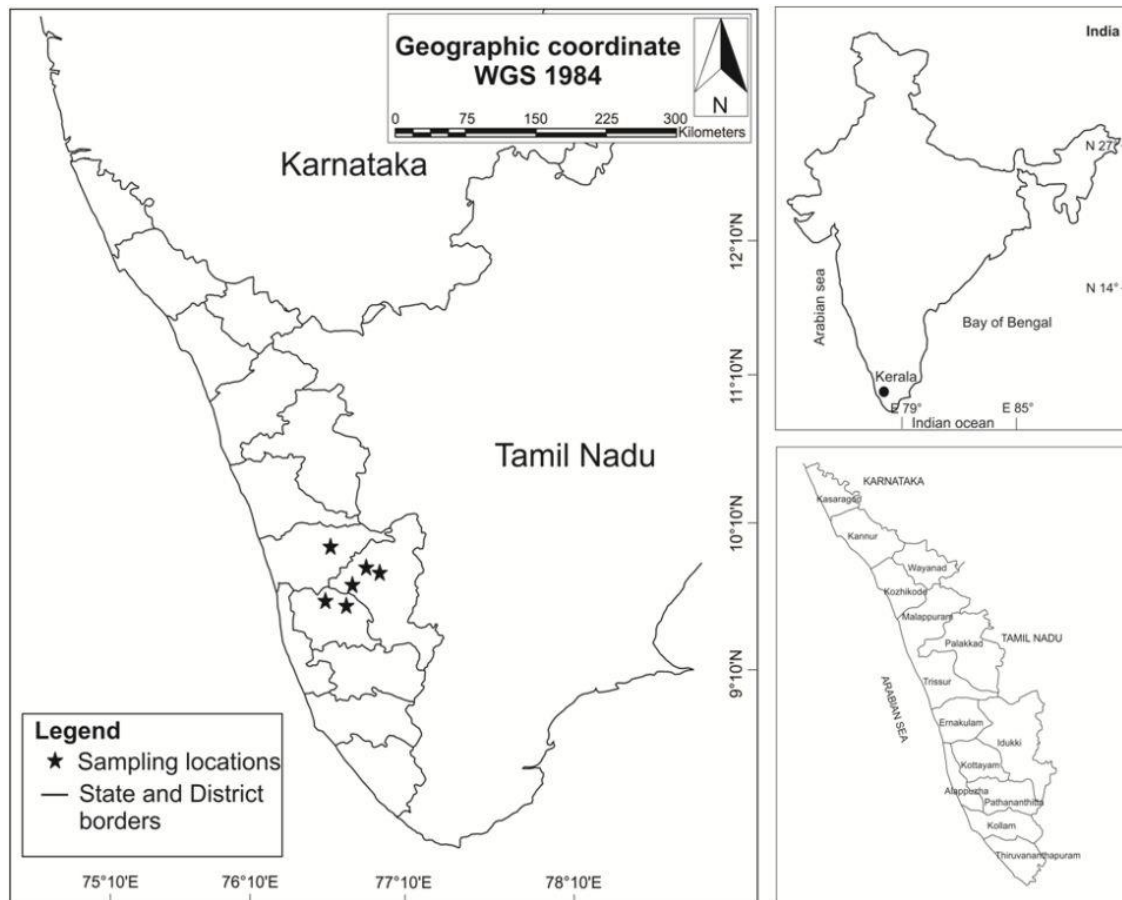 Geographic coordinate
WGS 1984
N
0 75 150 225 300
Kilometers
Karnataka
Tamil Nadu
12°10'N
11°10'N
10°10'N
9°10'N
Legend
Sampling locations
State and District
borders
75°10'E 76°10'E 77°10'E 78°10'E
India
N 27°
N 14°
Arabian sea
Bay of Bengal
Kerala
E 79° E 85°
Indian ocean
KARNATAKA
Kasaragod
Kannur
Wayanad
Kozhikode
Malappuram
TAMIL NADU
Palakkad
Trissur
ARABIAN SEA
Ernakulam
Idukki
Kottayam
Alappuzha
Pathananthitta
Kollam
Thiruvananthapuram